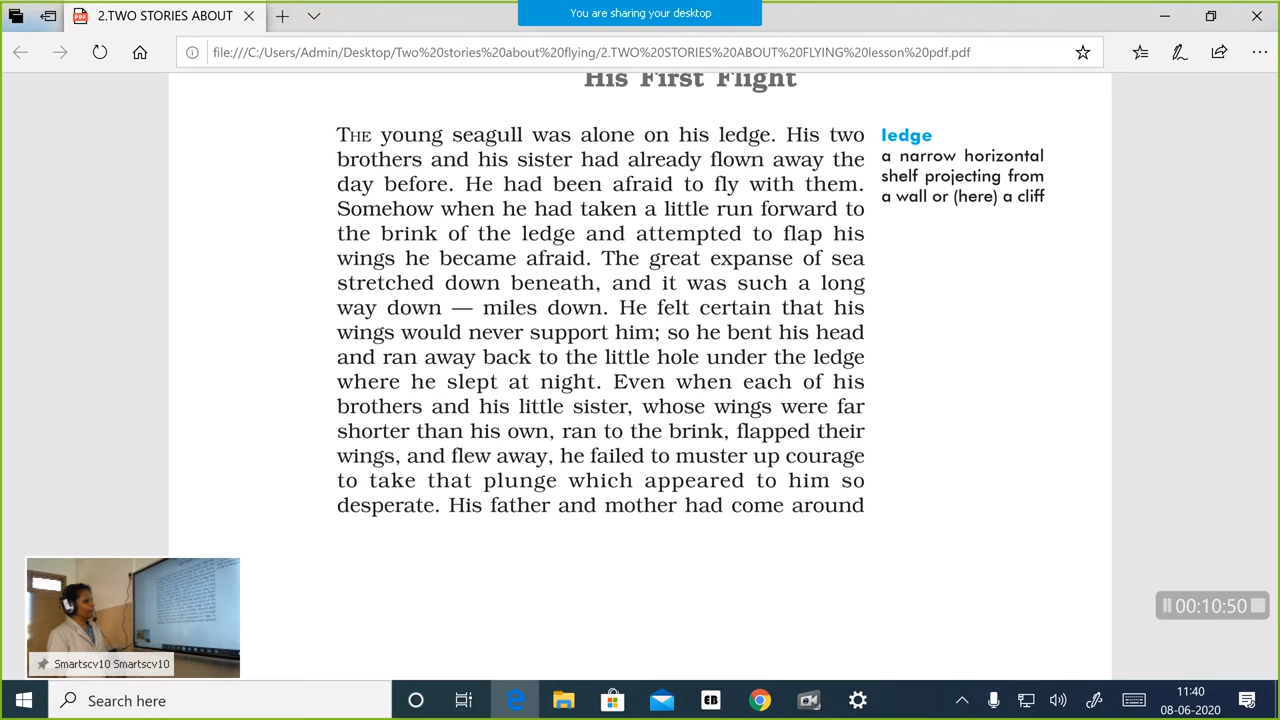 2.TWO STORIES ABOUT
You are sharing your desktop
file:///C:/Users/Admin/Desktop/Two%20stories%20about%20flying/2.TWO%20STORIES%20ABOUT%20FLYING%20lesson%20pdf.pdf
His First Flight
THE young seagull was alone on his ledge. His two
brothers and his sister had already flown away the
day before. He had been afraid to fly with them.
Somehow when he had taken a little run forward to
the brink of the ledge and attempted to flap his
wings he became afraid. The great expanse of sea
stretched down beneath, and it was such a long
way down — miles down. He felt certain that his
wings would never support him; so he bent his head
and ran away back to the little hole under the ledge
where he slept at night. Even when each of his
brothers and his little sister, whose wings were far
shorter than his own, ran to the brink, flapped their
wings, and flew away, he failed to muster up courage
to take that plunge which appeared to him so
desperate. His father and mother had come around
ledge
a narrow horizontal
shelf projecting from
a wall or (here) a cliff
00:10:50
Smartscv10 Smartscv10
Search here
EB
11:40
08-06-2020